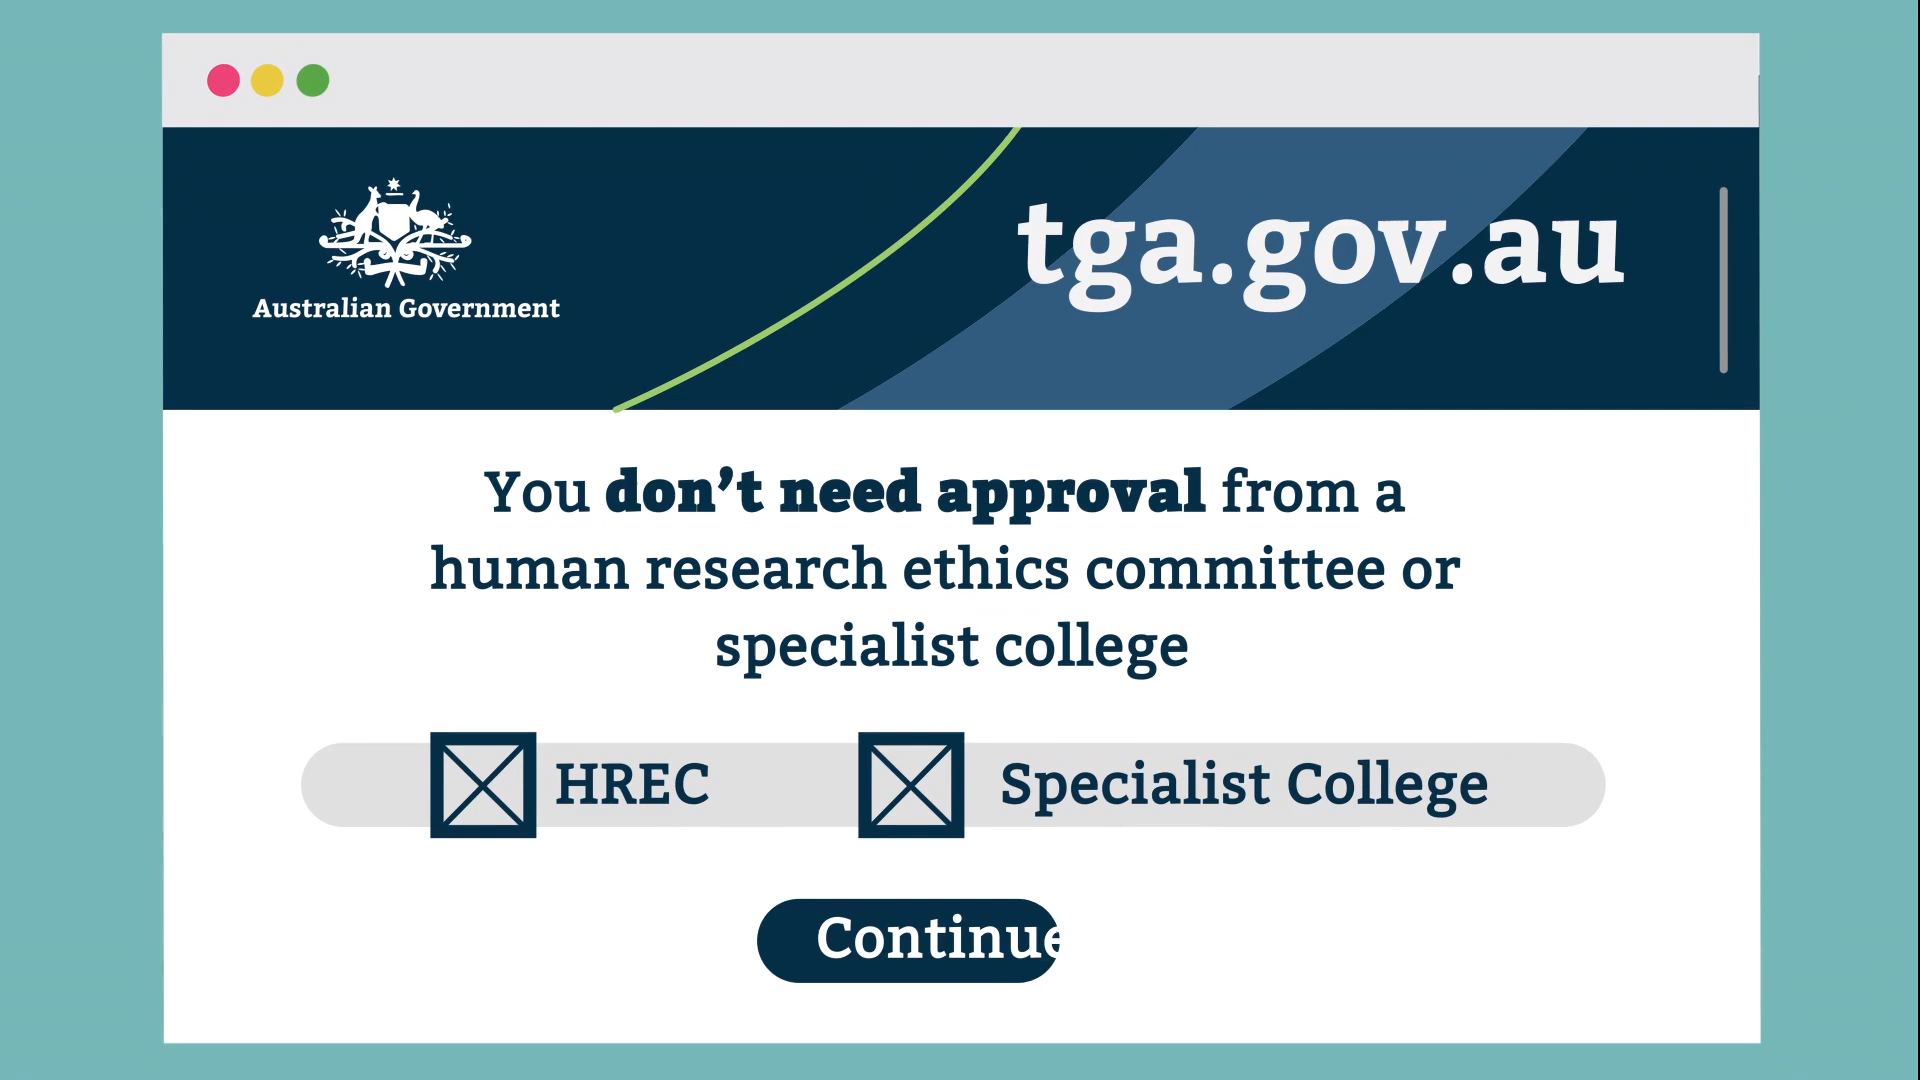 Australian Government
tga.gov.au
You don't need approval from a
human research ethics committee or
specialist college
HREC
Specialist College
Continue